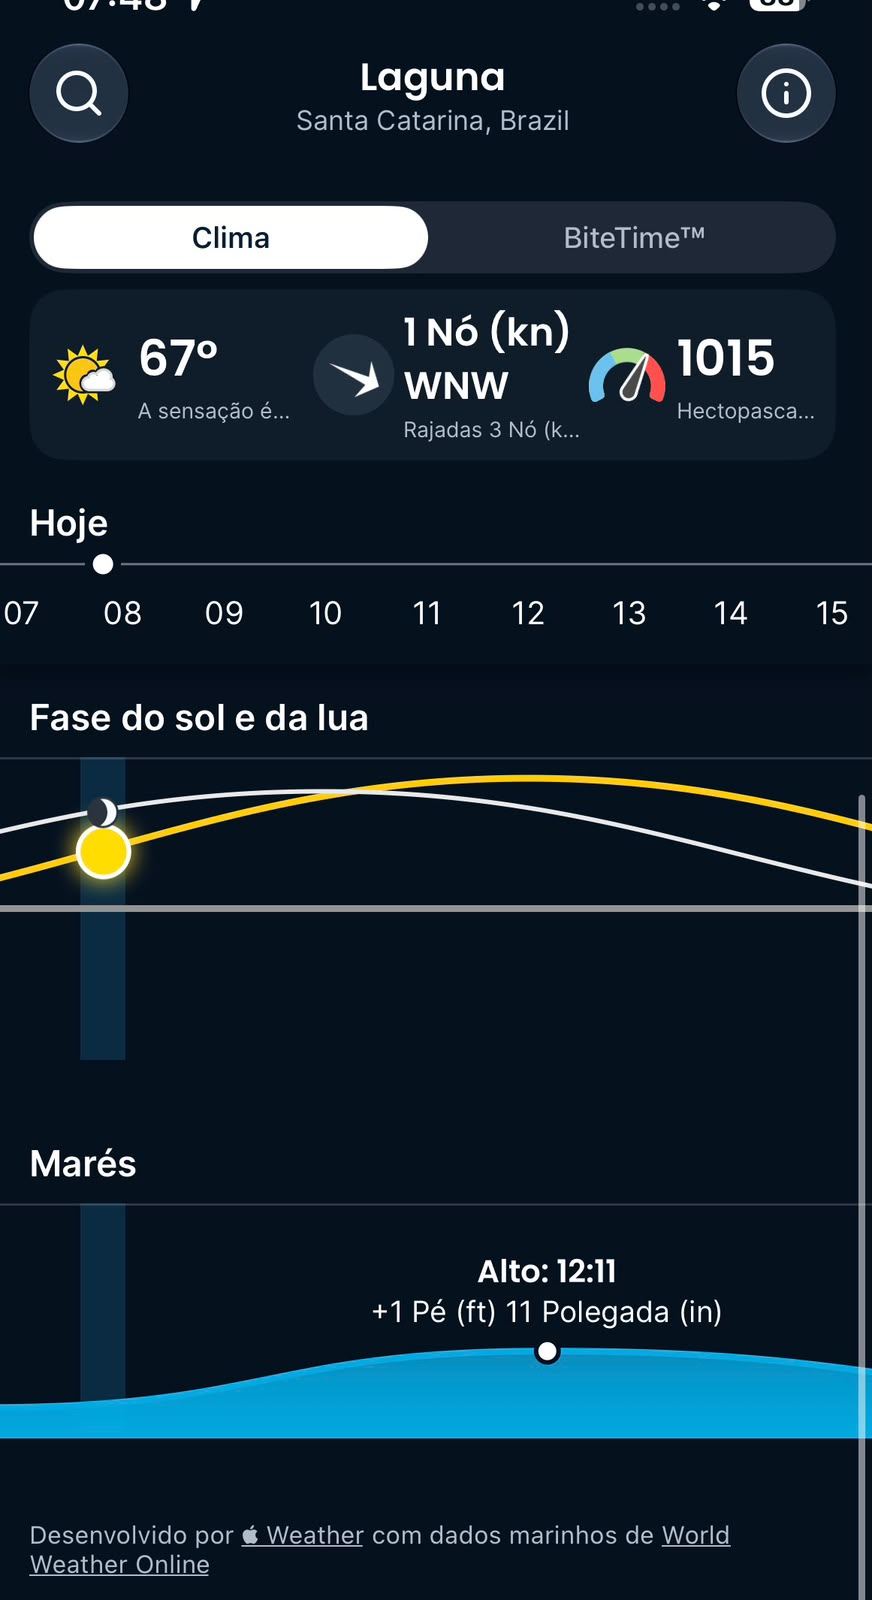 07:48
Laguna
Santa Catarina, Brazil
Clima
BiteTime™
67°
A sensação é...
1 Nó (kn)
WNW
Rajadas 3 Nó (k...
1015
Hectopasca...
Hoje
07 08 09 10 11 12 13 14 15
Fase do sol e da lua
Marés
Alto: 12:11
+1 Pé (ft) 11 Polegada (in)
Desenvolvido por  Weather com dados marinhos de World
Weather Online